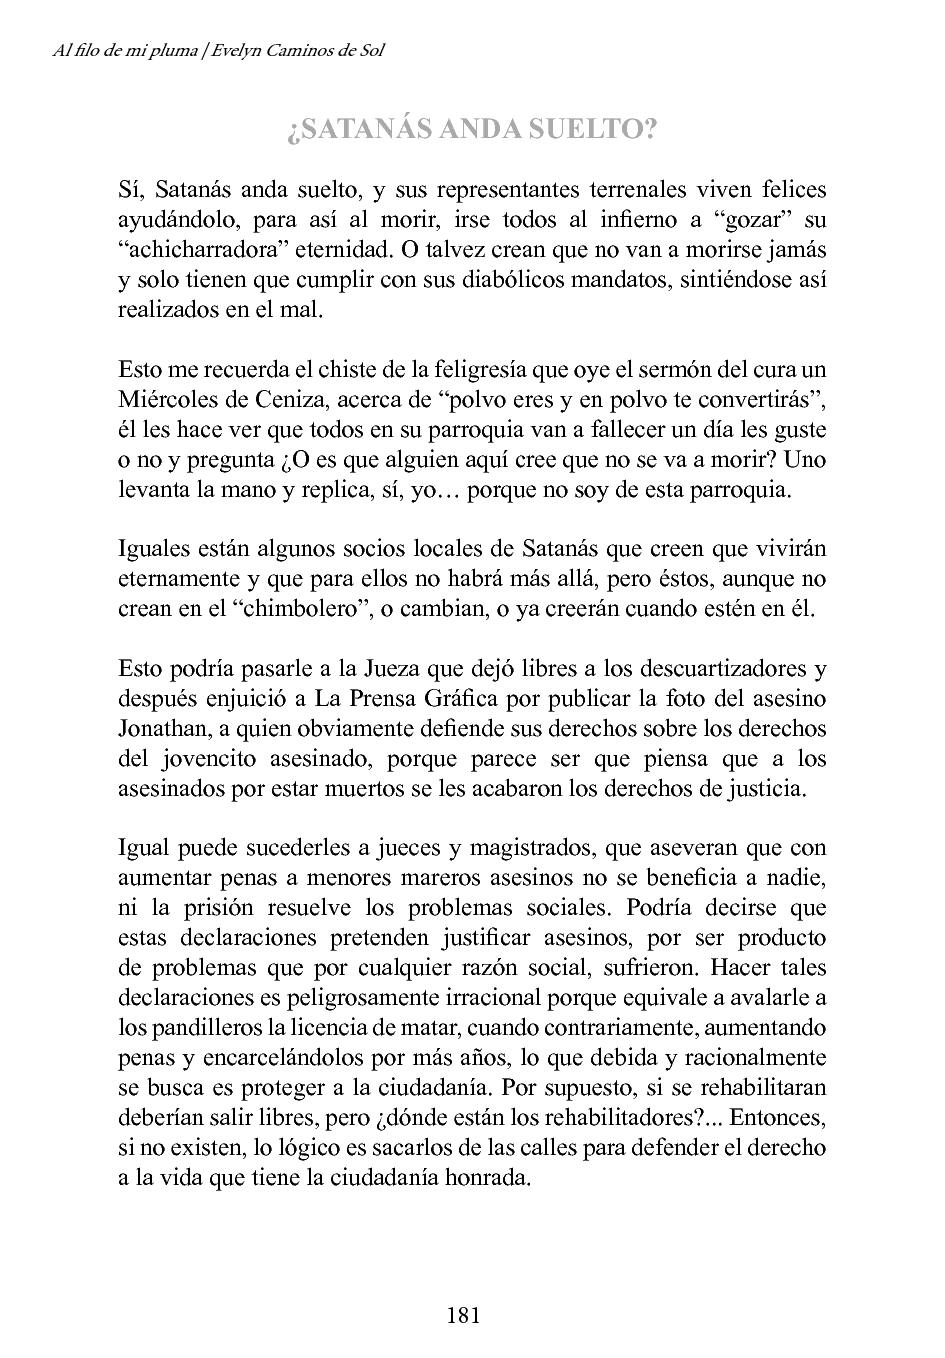 Al filo de mi pluma | Evelyn Caminos de Sol
¿SATANÁS ANDA SUELTO?
Sí, Satanás anda suelto, y sus representantes terrenales viven felices
ayudándolo, para así al morir, irse todos al infierno a “gozar” su
“achicharradora” eternidad. O talvez crean que no van a morirse jamás
y solo tienen que cumplir con sus diabólicos mandatos, sintiéndose así
realizados en el mal.
Esto me recuerda el chiste de la feligresía que oye el sermón del cura un
Miércoles de Ceniza, acerca de “polvo eres y en polvo te convertirás”,
él les hace ver que todos en su parroquia van a fallecer un día les guste
o no y pregunta ¿O es que alguien aquí cree que no se va a morir? Uno
levanta la mano y replica, sí, yo… porque no soy de esta parroquia.
Iguales están algunos socios locales de Satanás que creen que vivirán
eternamente y que para ellos no habrá más allá, pero éstos, aunque no
crean en el “chimbolero”, o cambian, o ya creerán cuando estén en él.
Esto podría pasarle a la Jueza que dejó libres a los descuartizadores y
después enjuició a La Prensa Gráfica por publicar la foto del asesino
Jonathan, a quien obviamente defiende sus derechos sobre los derechos
del jovencito asesinado, porque parece ser que piensa que a los
asesinados por estar muertos se les acabaron los derechos de justicia.
Igual puede sucederles a jueces y magistrados, que aseveran que con
aumentar penas a menores mareros asesinos no se beneficia a nadie,
ni la prisión resuelve los problemas sociales. Podría decirse que
estas declaraciones pretenden justificar asesinos, por ser producto
de problemas que por cualquier razón social, sufrieron. Hacer tales
declaraciones es peligrosamente irracional porque equivale a avalarle a
los pandilleros la licencia de matar, cuando contrariamente, aumentando
penas y encarcelándolos por más años, lo que debida y racionalmente
se busca es proteger a la ciudadanía. Por supuesto, si se rehabilitaran
deberían salir libres, pero ¿dónde están los rehabilitadores?... Entonces,
si no existen, lo lógico es sacarlos de las calles para defender el derecho
a la vida que tiene la ciudadanía honrada.
181